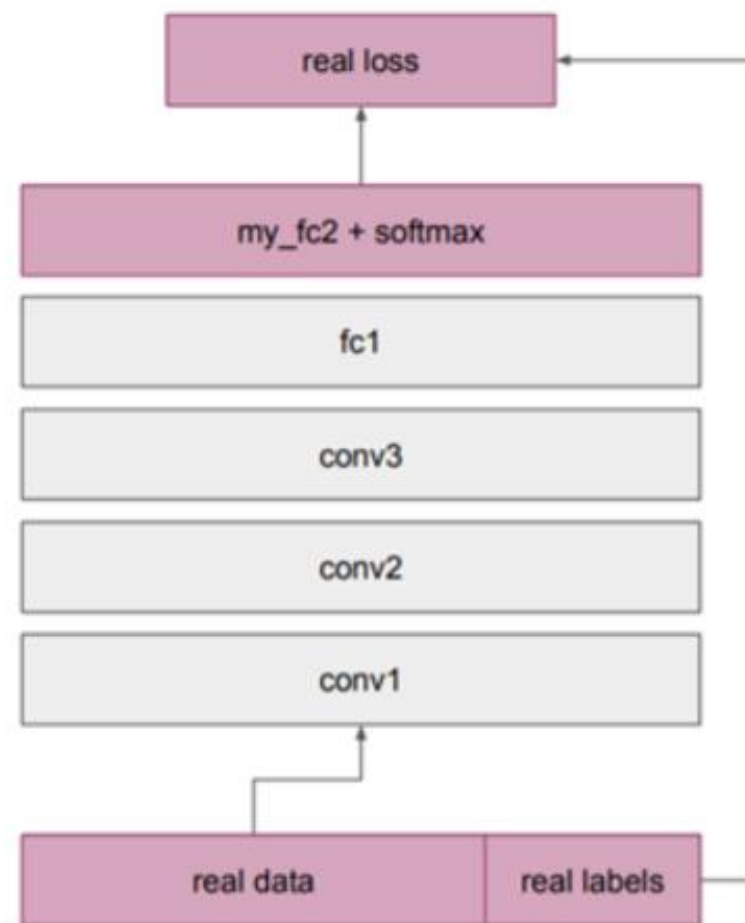 real loss
my_fc2 + softmax
fc1
conv3
conv2
conv1
real data
real labels